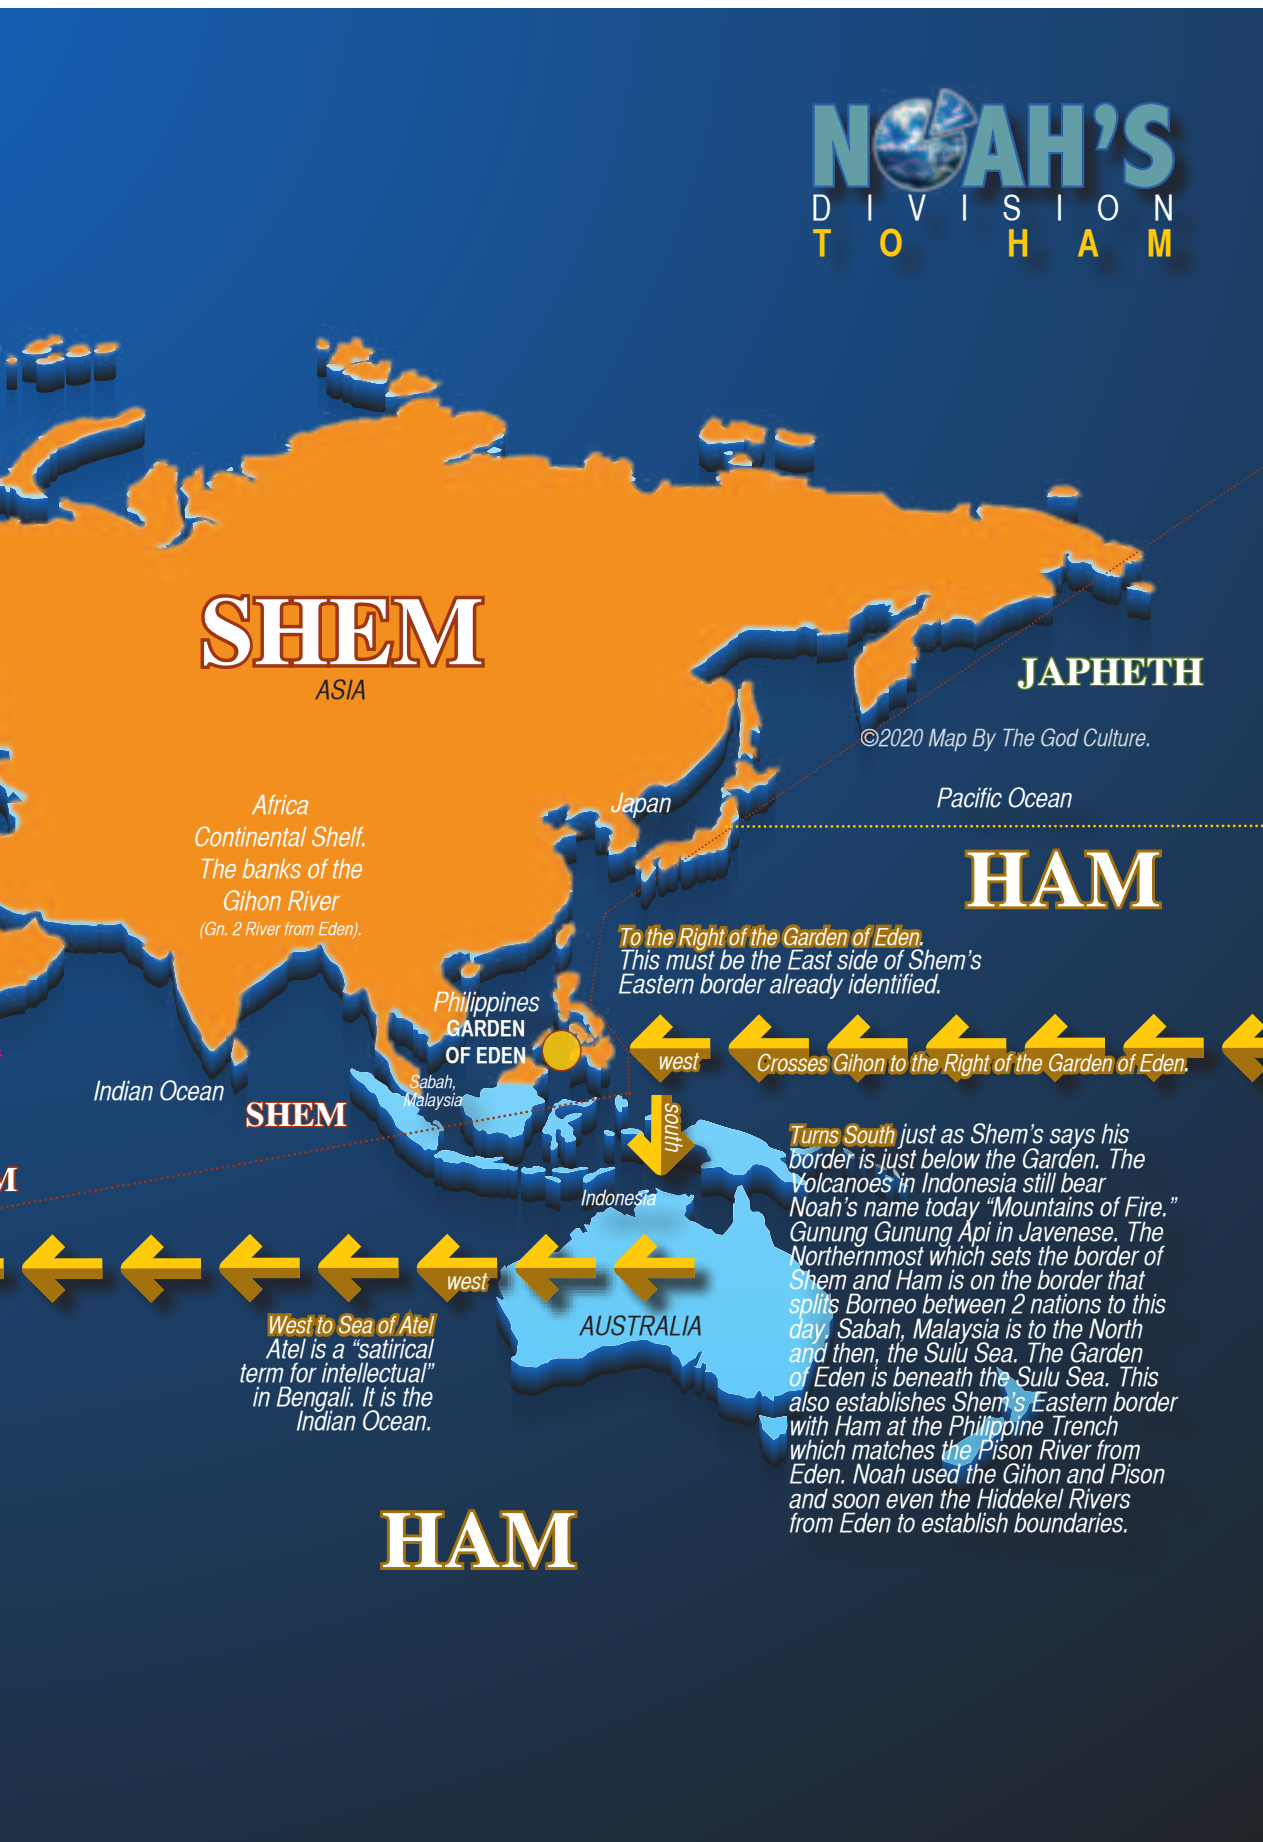 NOAH'S
DIVISION
TO HAM
SHEM
ASIA
JAPHETH
©2020 Map By The God Culture.
Pacific Ocean
Japan
Africa
Continental Shelf.
The banks of the
Gihon River
(Gn. 2 River from Eden).
HAM
To the Right of the Garden of Eden.
This must be the East side of Shem's
Eastern border already identified.
Philippines
GARDEN
OF EDEN
west
Crosses Gihon to the Right of the Garden of Eden.
Sabah,
Malaysia
Indian Ocean
SHEM
south
Turns South just as Shem's says his
border is just below the Garden. The
Volcanoes in Indonesia still bear
Noah's name today “Mountains of Fire.”
Gunung Gunung Api in Javenese. The
Northernmost which sets the border of
Shem and Ham is on the border that
splits Borneo between 2 nations to this
day. Sabah, Malaysia is to the North
and then, the Sulu Sea. The Garden
of Eden is beneath the Sulu Sea. This
also establishes Shem's Eastern border
with Ham at the Philippine Trench
which matches the Pison River from
Eden. Noah used the Gihon and Pison
and soon even the Hiddekel Rivers
from Eden to establish boundaries.
M
Indonesia
west
AUSTRALIA
West to Sea of Atel
Atel is a “satirical
term for intellectual”
in Bengali. It is the
Indian Ocean.
HAM